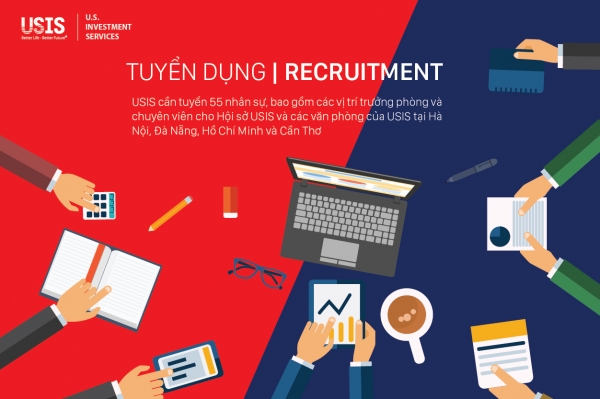 USIS
Better Life - Better Future®
U.S.
INVESTMENT
SERVICES
TUYỂN DỤNG | RECRUITMENT
USIS cần tuyển 55 nhân sự, bao gồm các vị trí trưởng phòng và
chuyên viên cho Hội sở USIS và các văn phòng của USIS tại Hà
Nội, Đà Nẵng, Hồ Chí Minh và Cần Thơ